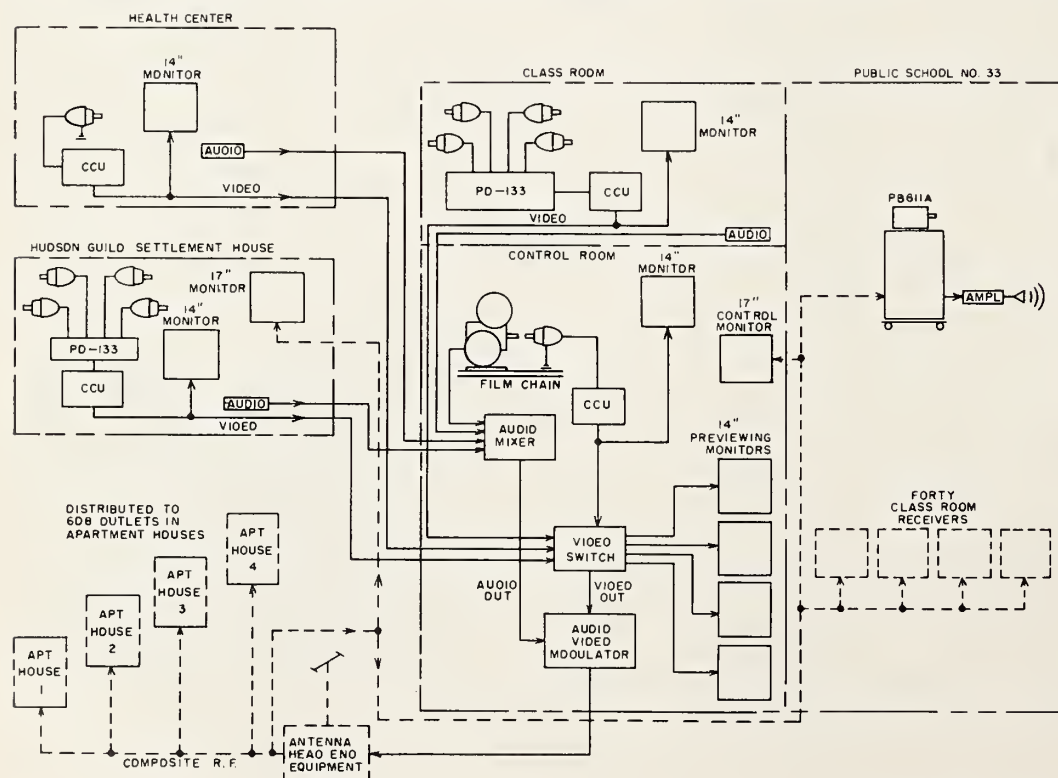 HEALTH CENTER
14"
MONITOR
AUDIO
CCU
VIDEO
HUDSON GUILD SETTLEMENT HOUSE
17"
MONITOR
14"
MONITOR
PD-133
CCU
AUDIO
VIDEO
CLASS ROOM
14"
MONITOR
PD-133
CCU
VIDEO
AUDIO
CONTROL ROOM
14"
MONITOR
FILM CHAIN
CCU
AUDIO
MIXER
17"
CONTROL
MONITOR
14"
PREVIEWING
MONITORS
VIDEO
SWITCH
AUDIO
OUT
VIOEO
OUT
AUDIO
VIDEO
MODULATOR
PUBLIC SCHOOL NO. 33
PB611A
AMPL
FORTY
CLASS ROOM
RECEIVERS
DISTRIBUTED TO
608 OUTLETS IN
APARTMENT HOUSES
APT
HOUSE
4
APT
HOUSE
3
APT
HOUSE
2
APT
HOUSE
1
COMPOSITE R.F.
ANTENNA
HEAD END
EQUIPMENT